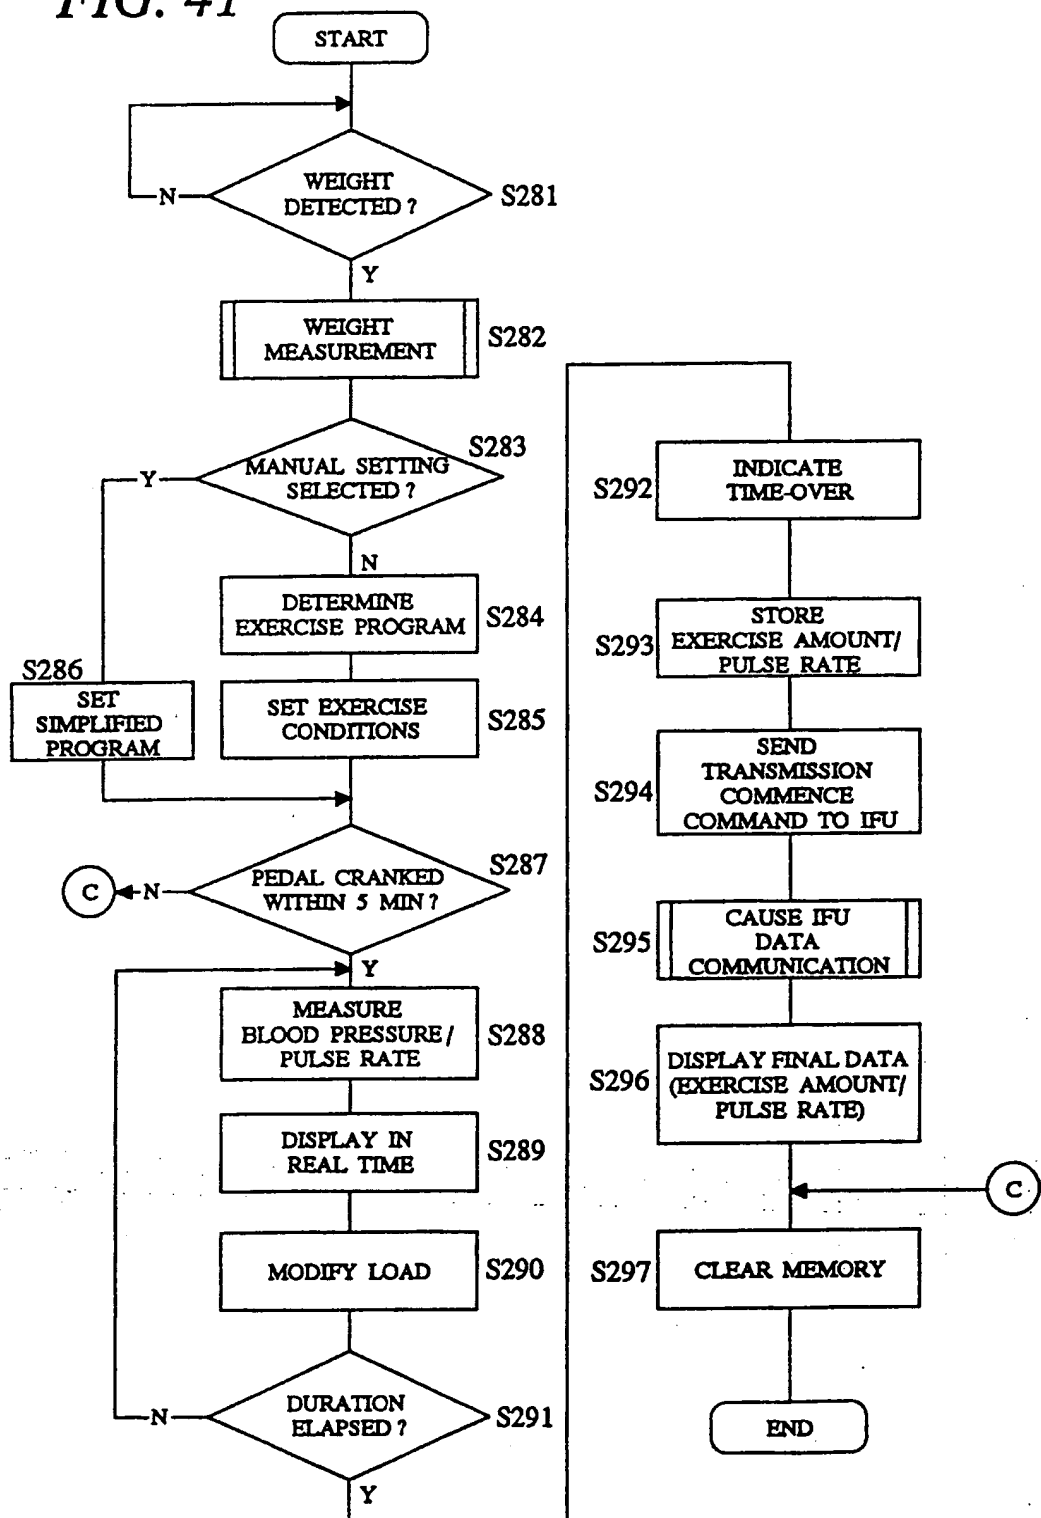 FIG. 41
START
WEIGHT
DETECTED ?
S281
N
Y
WEIGHT
MEASUREMENT
S282
MANUAL SETTING
SELECTED ?
S283
Y
N
DETERMINE
EXERCISE PROGRAM
S284
S286
SET
SIMPLIFIED
PROGRAM
SET EXERCISE
CONDITIONS
S285
PEDAL CRANKED
WITHIN 5 MIN ?
S287
C
N
Y
MEASURE
BLOOD PRESSURE /
PULSE RATE
S288
DISPLAY IN
REAL TIME
S289
MODIFY LOAD
S290
DURATION
ELAPSED ?
S291
N
Y
S292
INDICATE
TIME-OVER
S293
STORE
EXERCISE AMOUNT/
PULSE RATE
S294
SEND
TRANSMISSION
COMMENCE
COMMAND TO IFU
S295
CAUSE IFU
DATA
COMMUNICATION
S296
DISPLAY FINAL DATA
(EXERCISE AMOUNT/
PULSE RATE)
C
S297
CLEAR MEMORY
END